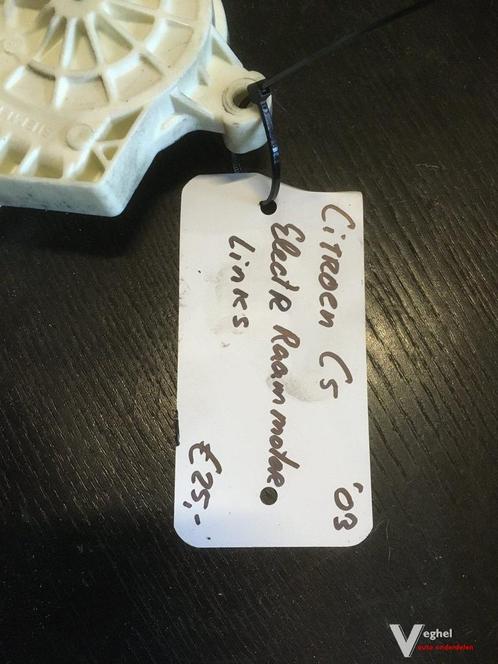 Citroen C5 '03
Electr Raammotor
Links
€ 25,-
Veghel
auto onderdelen